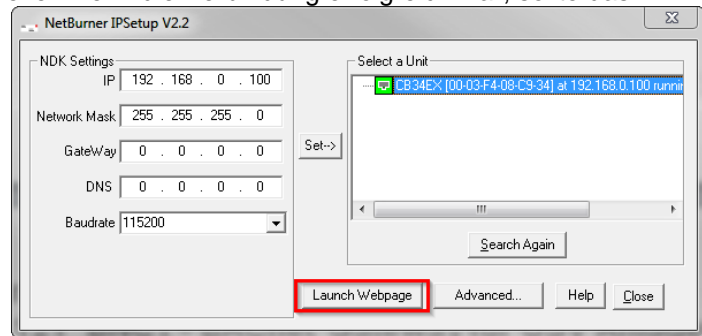 NetBurner IPSetup V2.2
NDK Settings
IP 192 . 168 . 0 . 100
Network Mask 255 . 255 . 255 . 0
GateWay 0 . 0 . 0 . 0
DNS 0 . 0 . 0 . 0
Baudrate 115200
Set-->
Select a Unit
CB34EX [00-03-F4-08-C9-34] at 192.168.0.100
Search Again
Launch Webpage Advanced... Help Close